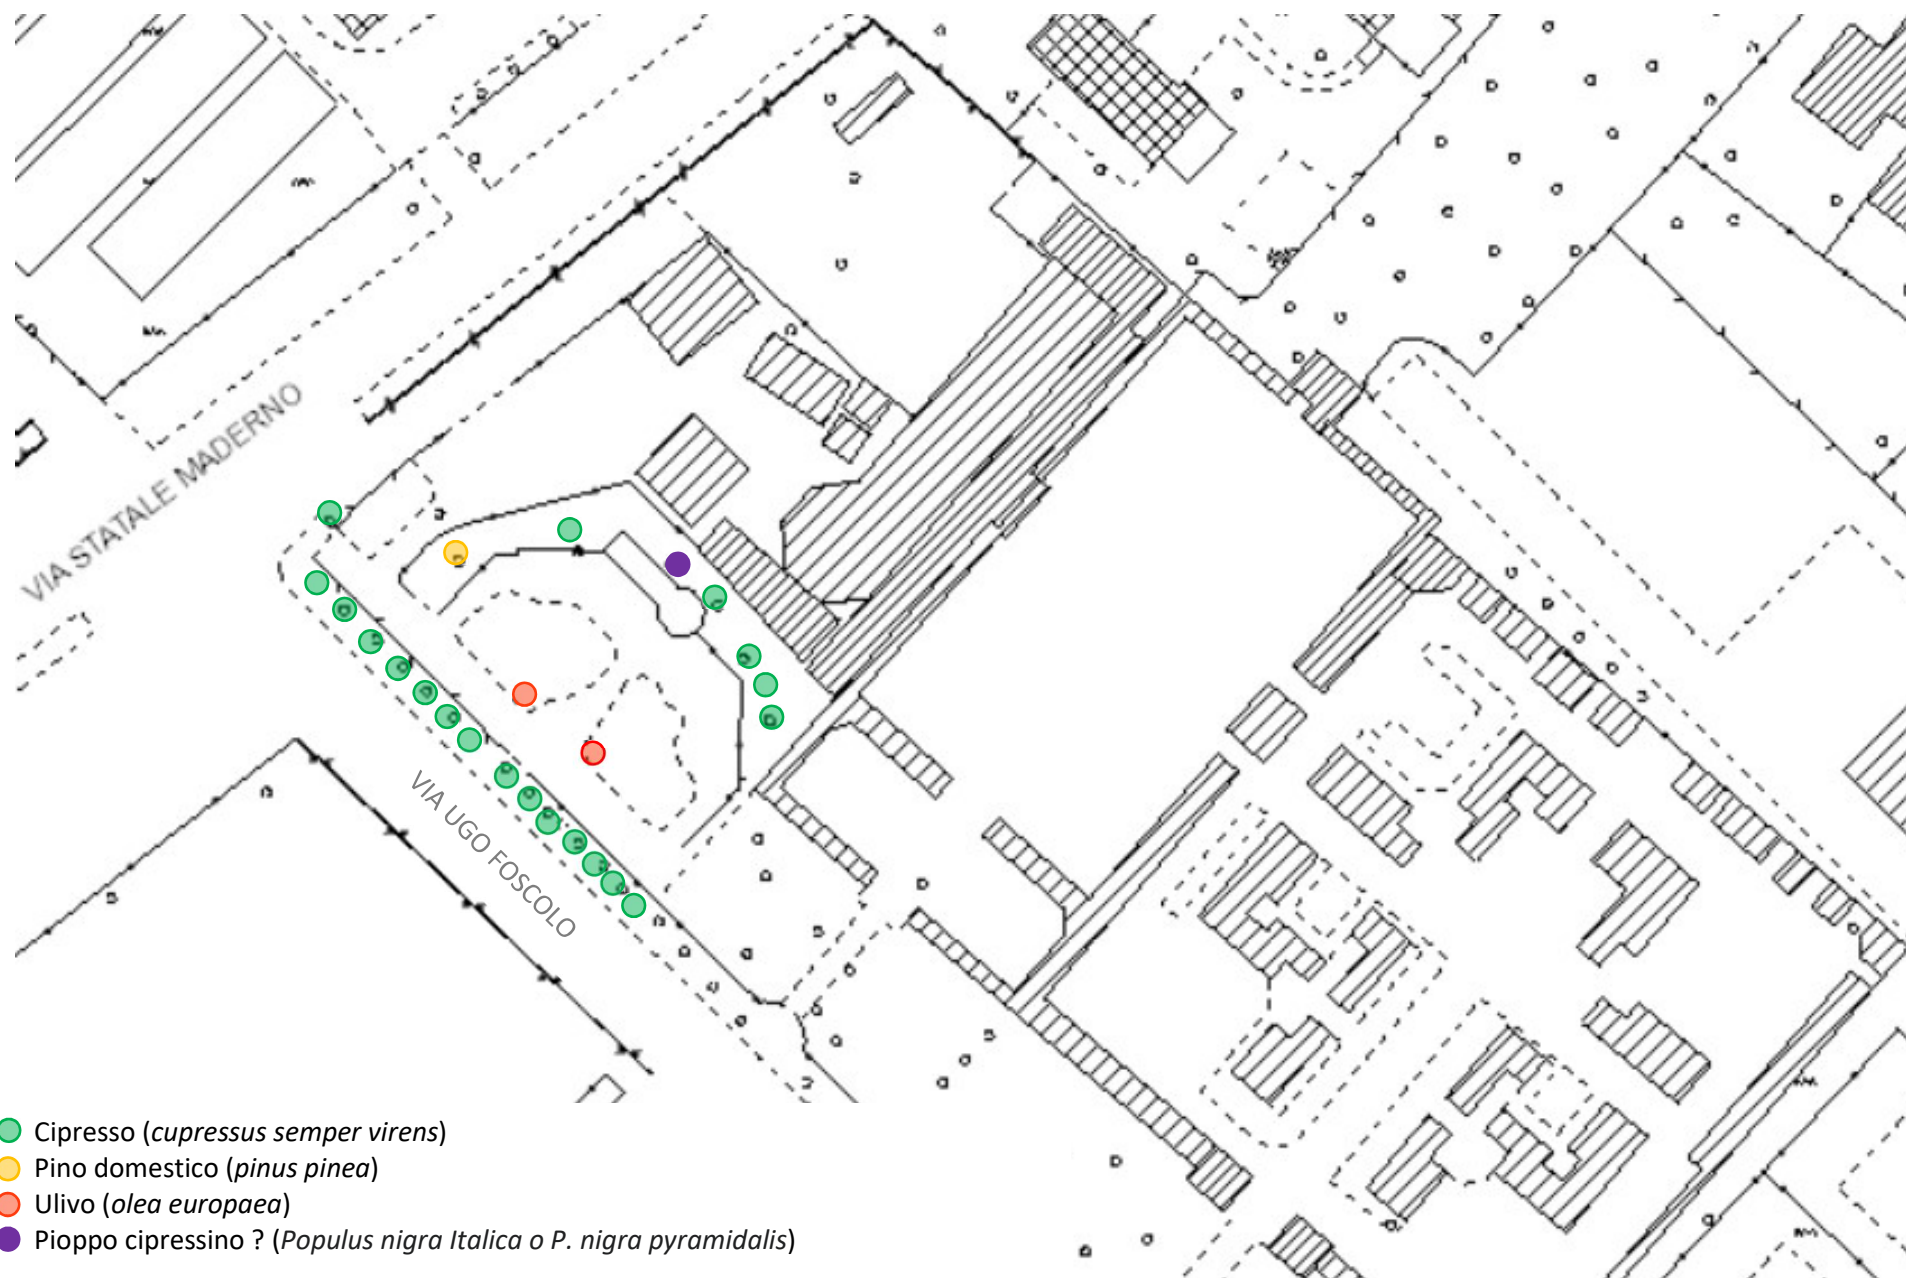 VIA STATALE MADERNO
VIA UGO FOSCOLO
Cipresso (cupressus semper virens)
Pino domestico (pinus pinea)
Ulivo (olea europaea)
Pioppo cipressino ? (Populus nigra Italica o P. nigra pyramidalis)